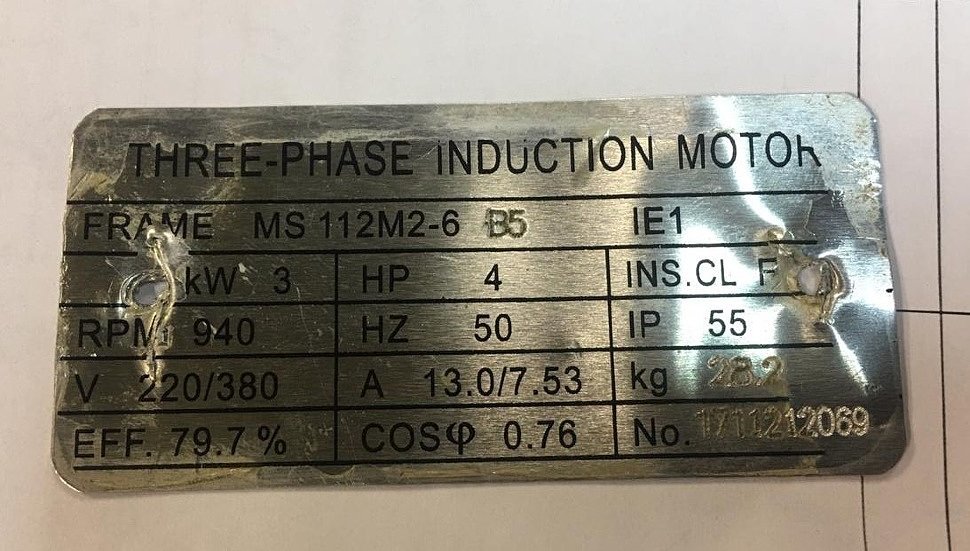 THREE-PHASE INDUCTION MOTOR
FRAME MS 112M2-6 B5 IE1
kW 3 HP 4 INS.CL F
RPM 940 HZ 50 IP 55
V 220/380 A 13.0/7.53 kg 28.2
EFF. 79.7% COSφ 0.76 No. 1711212069